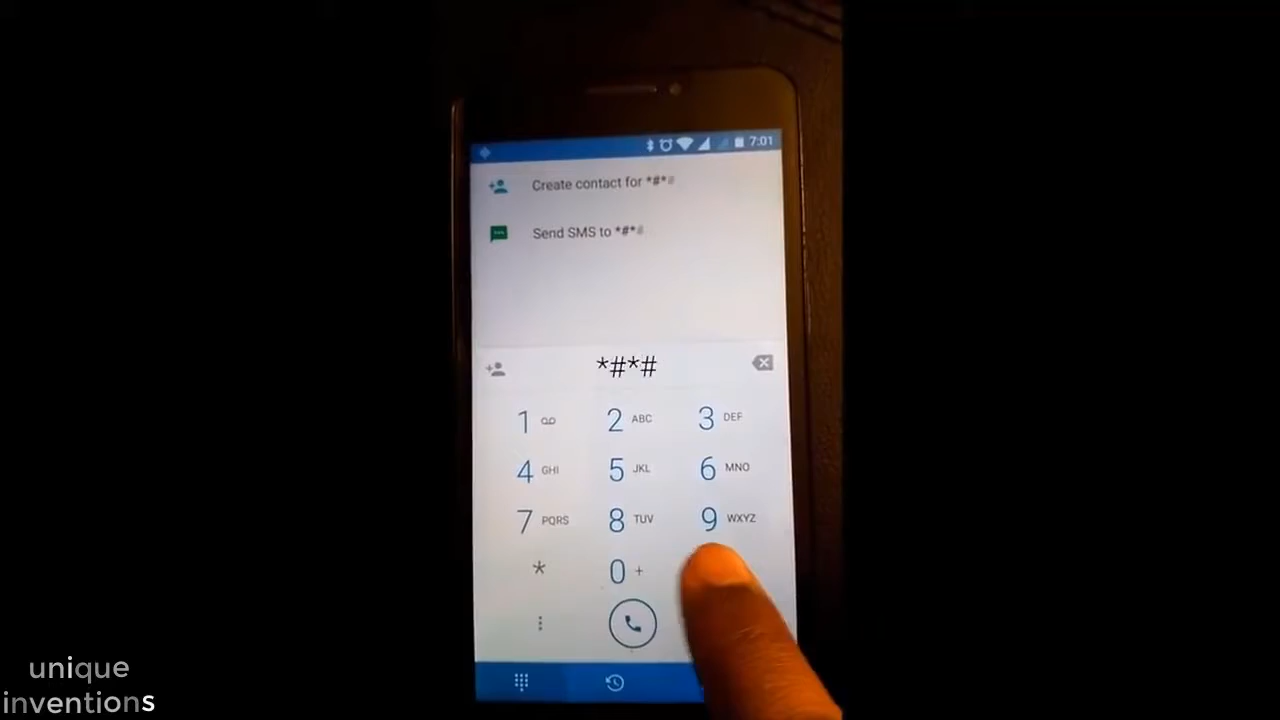 7:01
Create contact for *#*#
Send SMS to *#*#
*#*#
1
2 ABC
3 DEF
4 GHI
5 JKL
6 MNO
7 PQRS
8 TUV
9 WXYZ
*
0 +
unique
inventions